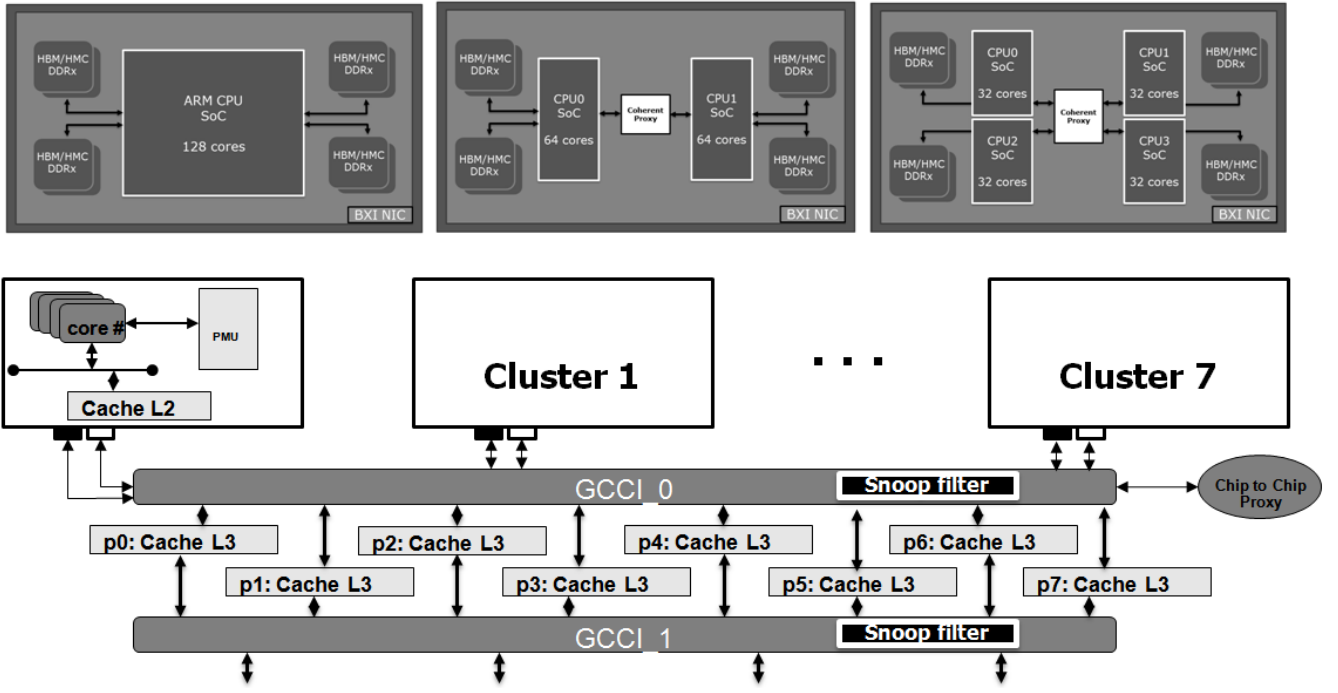 HBM/HMC
DDRx
HBM/HMC
DDRx
ARM CPU
SoC
128 cores
HBM/HMC
DDRx
HBM/HMC
DDRx
BXI NIC
HBM/HMC
DDRx
HBM/HMC
DDRx
CPU0
SoC
64 cores
Coherent
Proxy
CPU1
SoC
64 cores
HBM/HMC
DDRx
HBM/HMC
DDRx
BXI NIC
HBM/HMC
DDRx
HBM/HMC
DDRx
CPU0
SoC
32 cores
CPU2
SoC
32 cores
Coherent
Proxy
CPU1
SoC
32 cores
CPU3
SoC
32 cores
HBM/HMC
DDRx
HBM/HMC
DDRx
BXI NIC
core #
PMU
Cache L2
Cluster 1
. . .
Cluster 7
GCCI_0
Snoop filter
Chip to Chip
Proxy
p0: Cache L3
p1: Cache L3
p2: Cache L3
p3: Cache L3
p4: Cache L3
p5: Cache L3
p6: Cache L3
p7: Cache L3
GCCI_1
Snoop filter